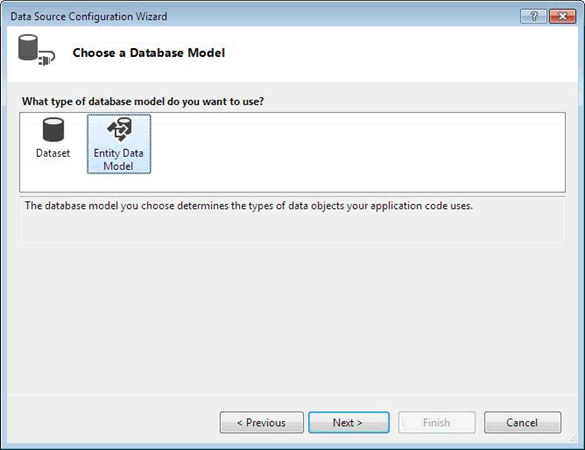 Data Source Configuration Wizard
?
Choose a Database Model
What type of database model do you want to use?
Dataset
Entity Data
Model
The database model you choose determines the types of data objects your application code uses.
< Previous
Next >
Finish
Cancel